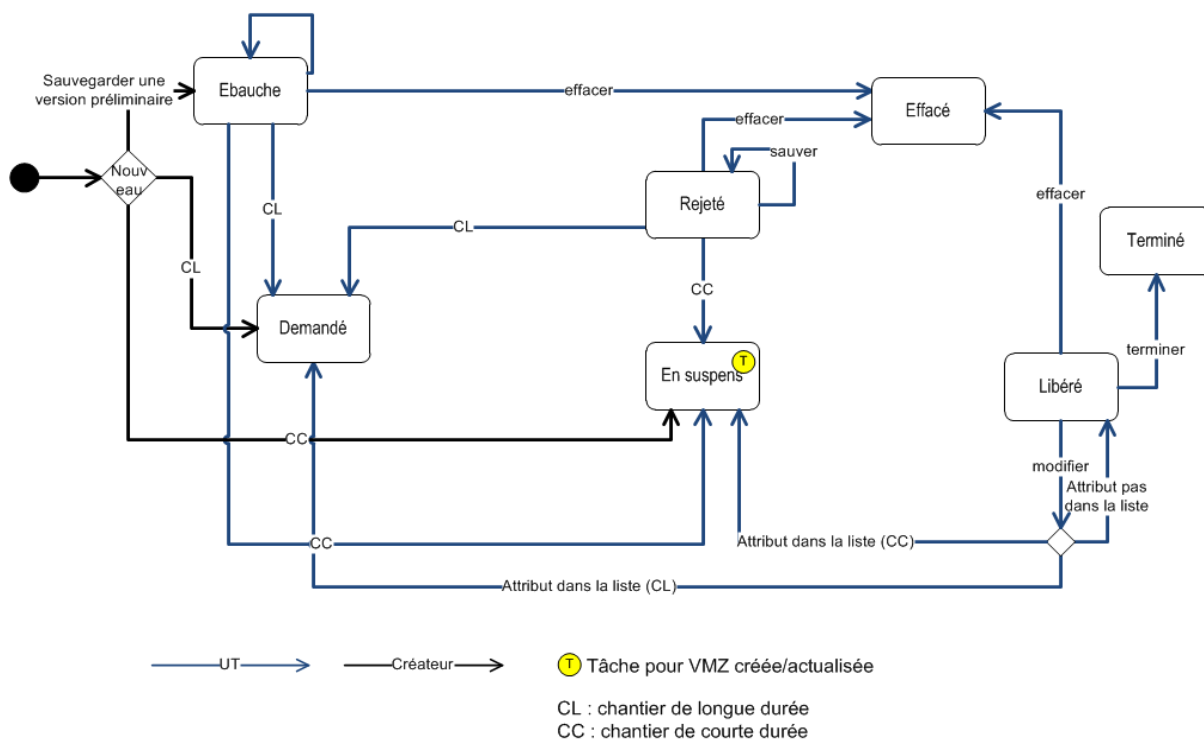 Sauvegarder une
version préliminaire
Ebauche
effacer
Effacé
effacer
sauver
Nouv
eau
Rejeté
CL
CL
effacer
Terminé
CL
CC
Demandé
T
En suspens
terminer
Libéré
CC
modifier
Attribut pas
dans la liste
CC
Attribut dans la liste (CC)
Attribut dans la liste (CL)
UT
Créateur
T
Tâche pour VMZ créée/actualisée
CL : chantier de longue durée
CC : chantier de courte durée